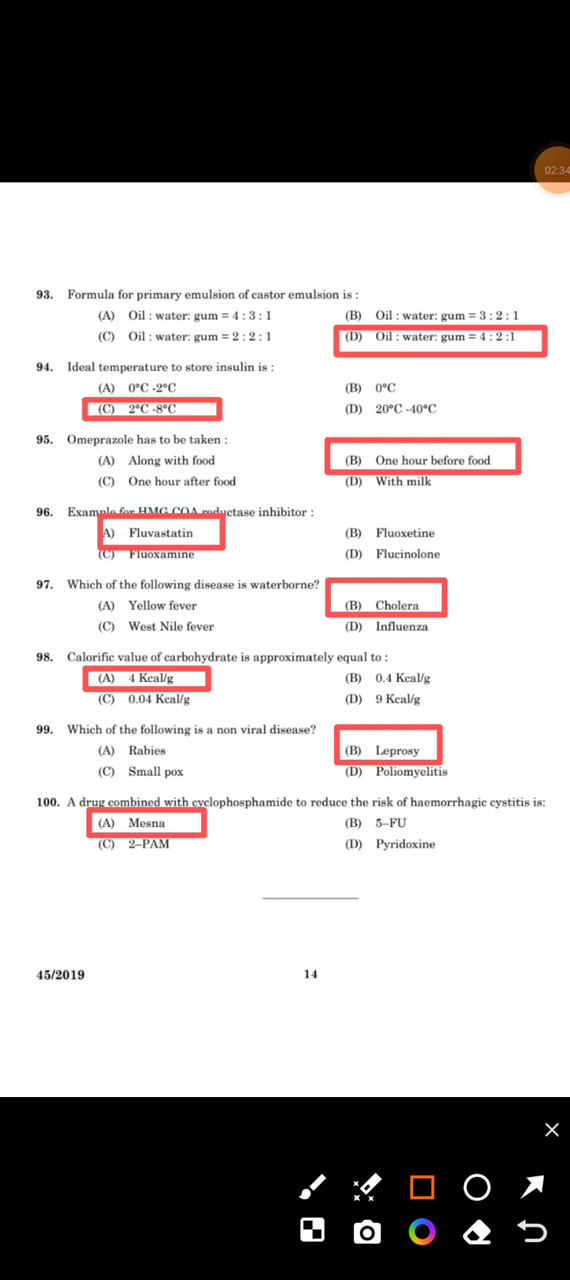 02:34
93. Formula for primary emulsion of castor emulsion is :
(A) Oil : water: gum = 4 : 3 : 1 (B) Oil : water: gum = 3 : 2 : 1
(C) Oil : water: gum = 2 : 2 : 1 (D) Oil : water: gum = 4 : 2 :1
94. Ideal temperature to store insulin is :
(A) 0°C -2°C (B) 0°C
(C) 2°C -8°C (D) 20°C -40°C
95. Omeprazole has to be taken :
(A) Along with food (B) One hour before food
(C) One hour after food (D) With milk
96. Example for HMG COA reductase inhibitor :
A) Fluvastatin (B) Fluoxetine
(C) Fluoxamine (D) Flucinolone
97. Which of the following disease is waterborne?
(A) Yellow fever (B) Cholera
(C) West Nile fever (D) Influenza
98. Calorific value of carbohydrate is approximately equal to :
(A) 4 Kcal/g (B) 0.4 Kcal/g
(C) 0.04 Kcal/g (D) 9 Kcal/g
99. Which of the following is a non viral disease?
(A) Rabies (B) Leprosy
(C) Small pox (D) Poliomyelitis
100. A drug combined with cyclophosphamide to reduce the risk of haemorrhagic cystitis is:
(A) Mesna (B) 5–FU
(C) 2–PAM (D) Pyridoxine
45/2019 14